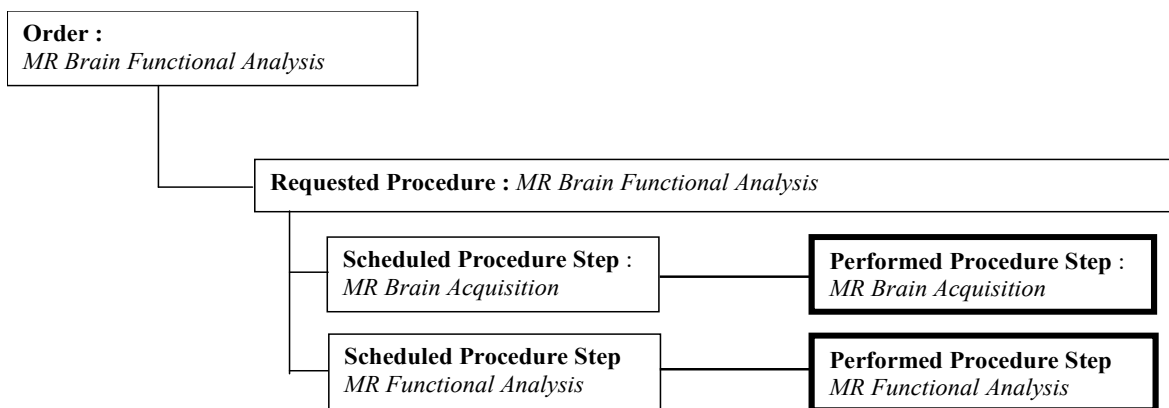 Order :
MR Brain Functional Analysis
Requested Procedure : MR Brain Functional Analysis
Scheduled Procedure Step :
MR Brain Acquisition
Performed Procedure Step :
MR Brain Acquisition
Scheduled Procedure Step
MR Functional Analysis
Performed Procedure Step
MR Functional Analysis